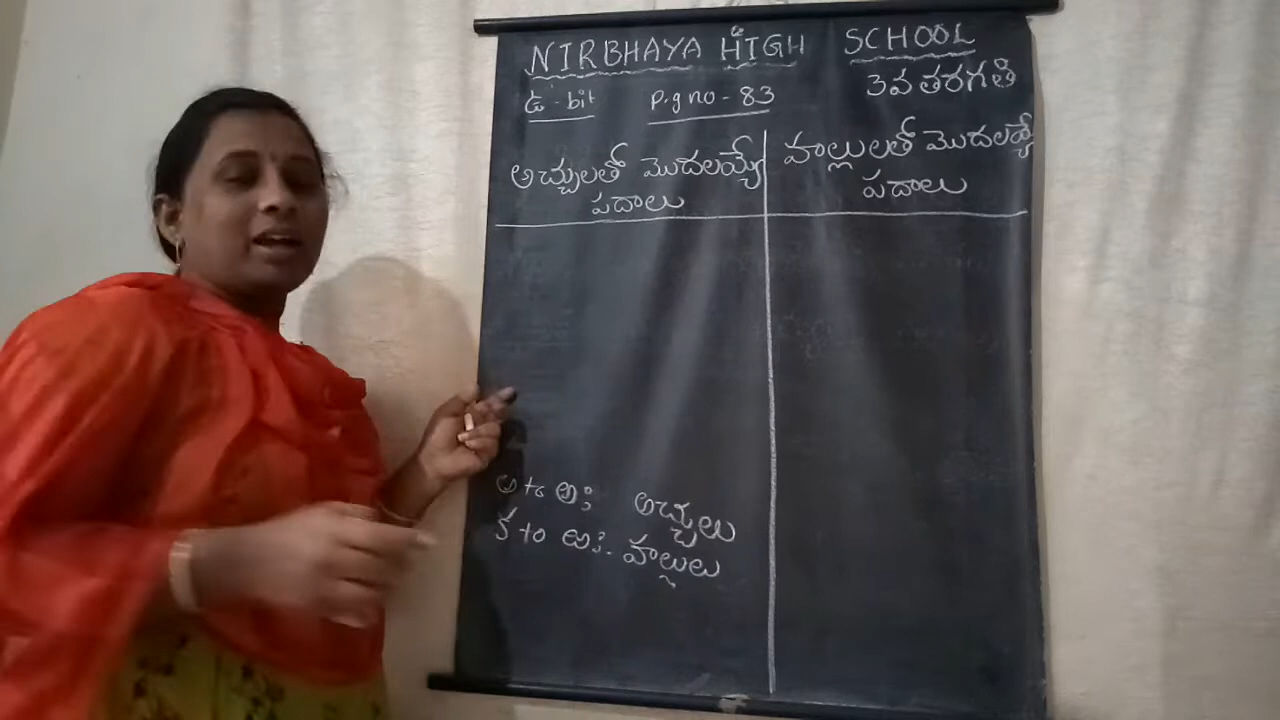 NIRBHAYA HIGH SCHOOL
3వ తరగతి
ఉ - bit P.g no - 83
అచ్చులతో మొదలయ్యే పదాలు
హల్లులతో మొదలయ్యే పదాలు
అ to అః అచ్చులు
క to ఱ :- హల్లులు